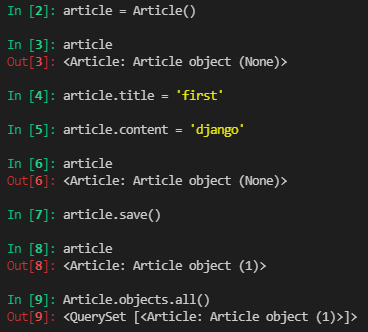 In [2]: article = Article()
In [3]: article
Out[3]: <Article: Article object (None)>
In [4]: article.title = 'first'
In [5]: article.content = 'django'
In [6]: article
Out[6]: <Article: Article object (None)>
In [7]: article.save()
In [8]: article
Out[8]: <Article: Article object (1)>
In [9]: Article.objects.all()
Out[9]: <QuerySet [<Article: Article object (1)>]>